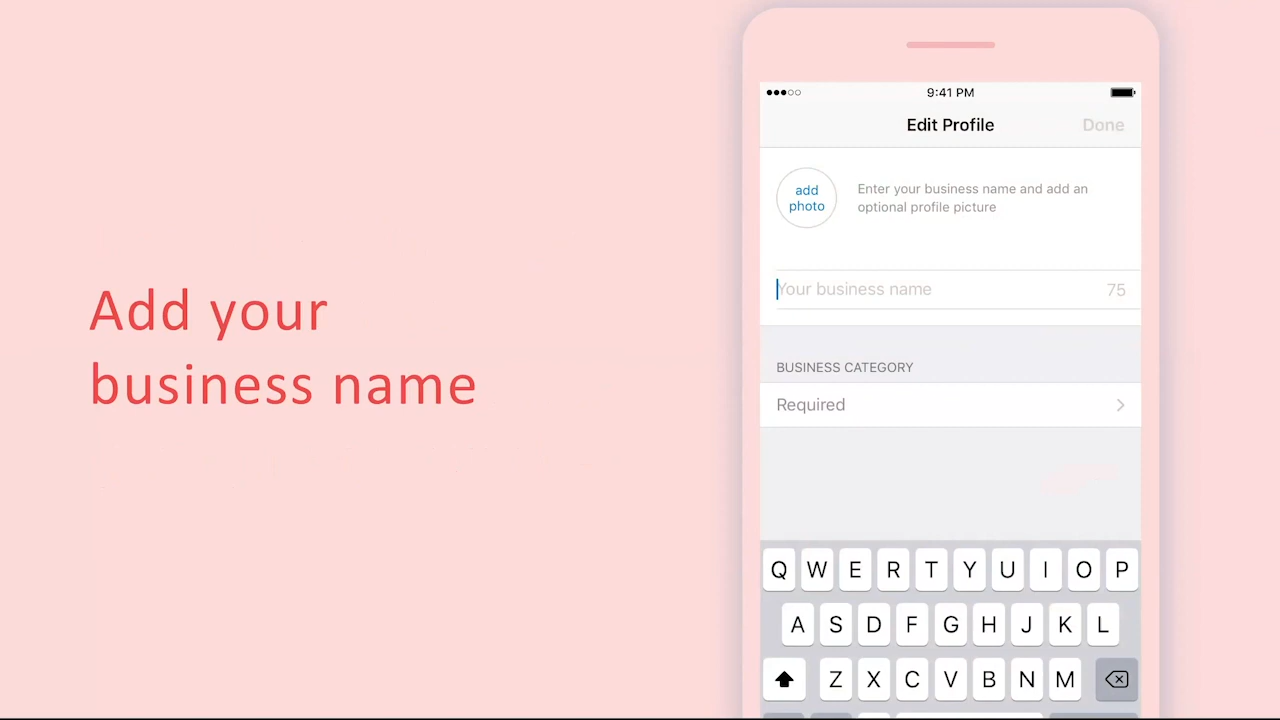 Add your
business name
9:41 PM
Edit Profile
Done
add
photo
Enter your business name and add an
optional profile picture
Your business name
75
BUSINESS CATEGORY
Required
Q W E R T Y U I O P
A S D F G H J K L
Z X C V B N M